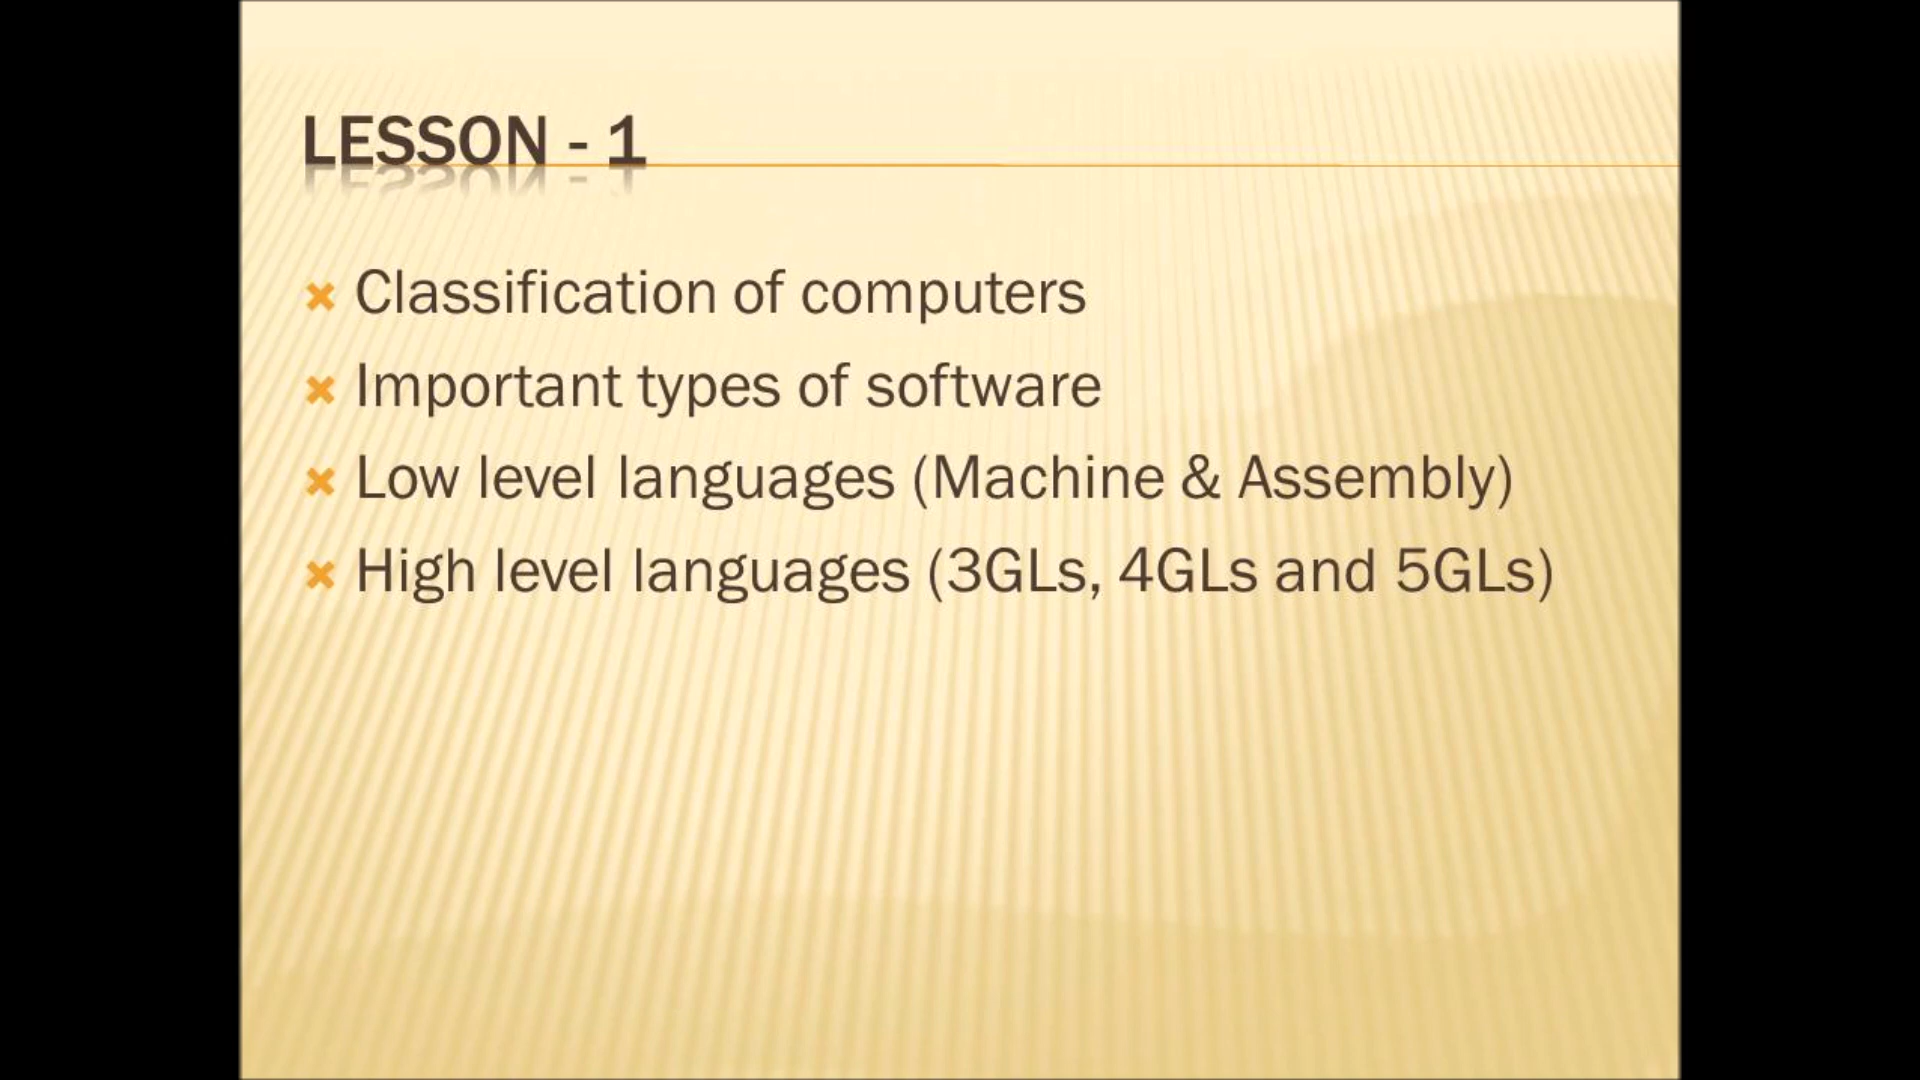 LESSON - 1
Classification of computers
Important types of software
Low level languages (Machine & Assembly)
High level languages (3GLs, 4GLs and 5GLs)